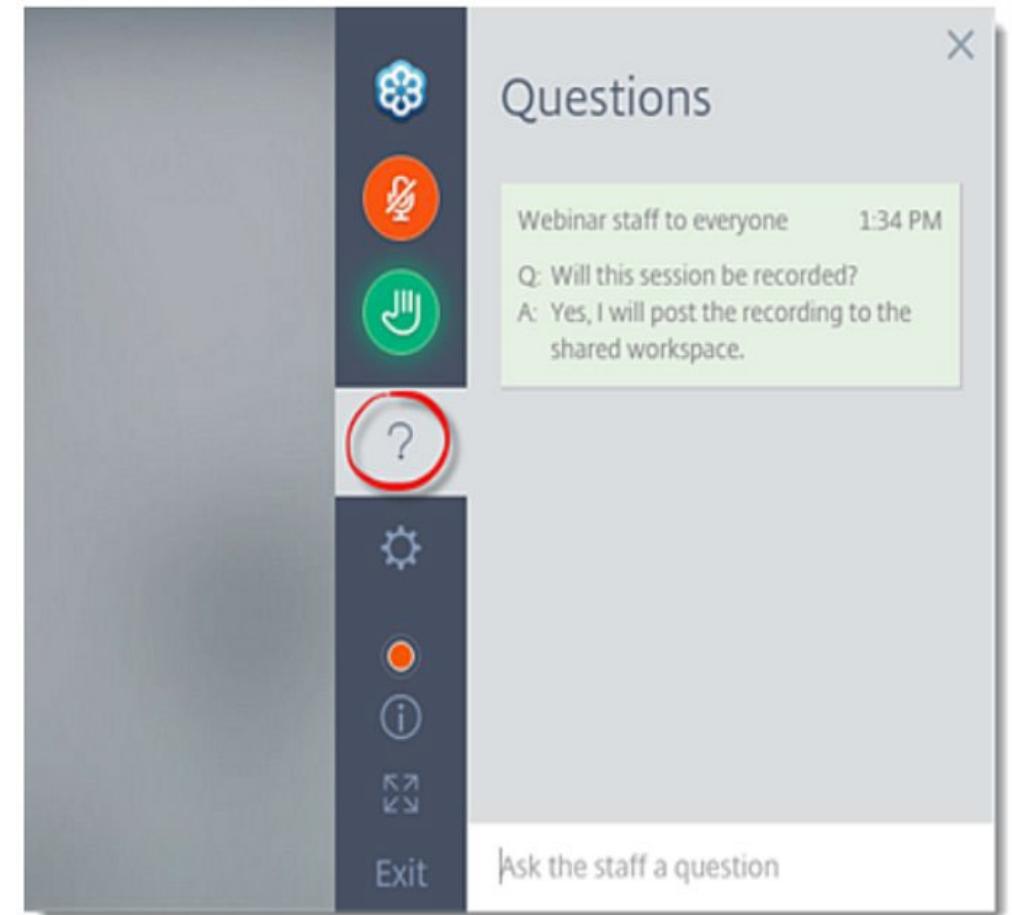 Questions
Webinar staff to everyone 1:34 PM
Q: Will this session be recorded?
A: Yes, I will post the recording to the
shared workspace.
?
Exit
Ask the staff a question